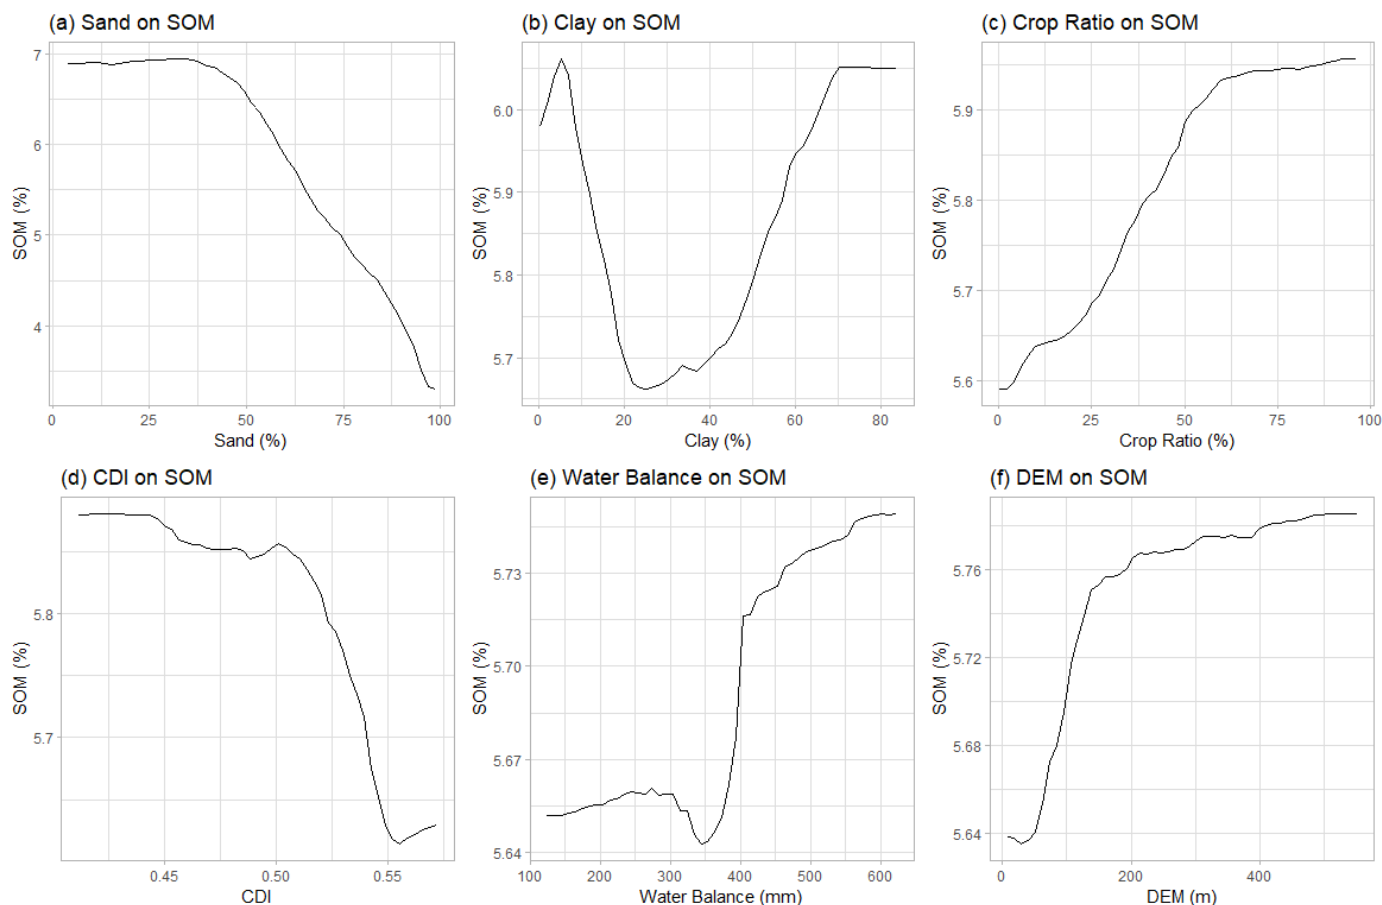 (a) Sand on SOM
SOM (%)
7
6
5
4
0 25 50 75 100
Sand (%)
(b) Clay on SOM
SOM (%)
6.0
5.9
5.8
5.7
0 20 40 60 80
Clay (%)
(c) Crop Ratio on SOM
SOM (%)
5.9
5.8
5.7
5.6
0 25 50 75 100
Crop Ratio (%)
(d) CDI on SOM
SOM (%)
5.8
5.7
0.45 0.50 0.55
CDI
(e) Water Balance on SOM
SOM (%)
5.73
5.70
5.67
5.64
100 200 300 400 500 600
Water Balance (mm)
(f) DEM on SOM
SOM (%)
5.76
5.72
5.68
5.64
0 200 400
DEM (m)